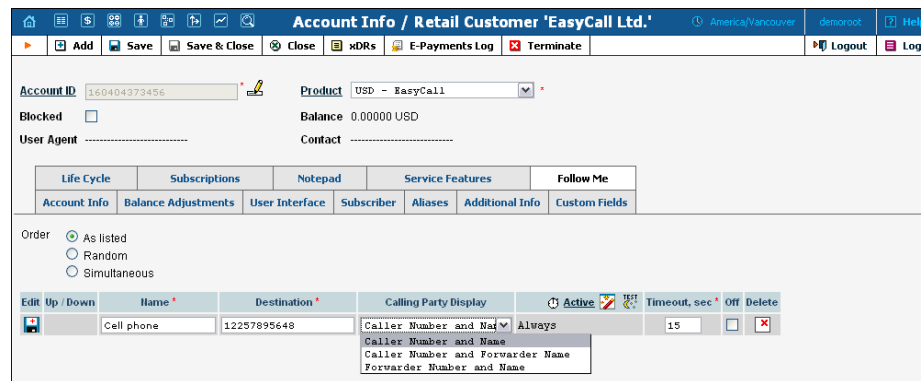 Account Info / Retail Customer 'EasyCall Ltd.' America/Vancouver demoroot Help
Add Save Save & Close Close xDRs E-Payments Log Terminate Logout Log
Account ID 160404373456 * Product USD - EasyCall *
Blocked Balance 0.00000 USD
User Agent ---------------------------- Contact ----------------------------
Life Cycle Subscriptions Notepad Service Features Follow Me
Account Info Balance Adjustments User Interface Subscriber Aliases Additional Info Custom Fields
Order As listed
Random
Simultaneous
Edit Up / Down Name * Destination * Calling Party Display Active TEST Timeout, sec * Off Delete
Cell phone 12257895648 Caller Number and Nam Always 15
Caller Number and Name
Caller Number and Forwarder Name
Forwarder Number and Name